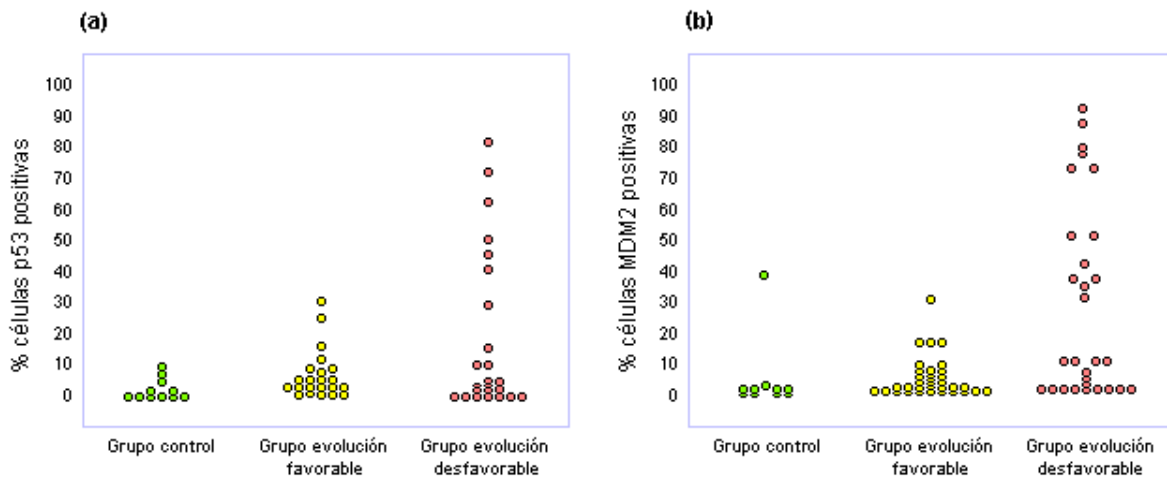 (a)
% células p53 positivas
100
90
80
70
60
50
40
30
20
10
0
Grupo control
Grupo evolución
favorable
Grupo evolución
desfavorable
(b)
% células MDM2 positivas
100
90
80
70
60
50
40
30
20
10
0
Grupo control
Grupo evolución
favorable
Grupo evolución
desfavorable